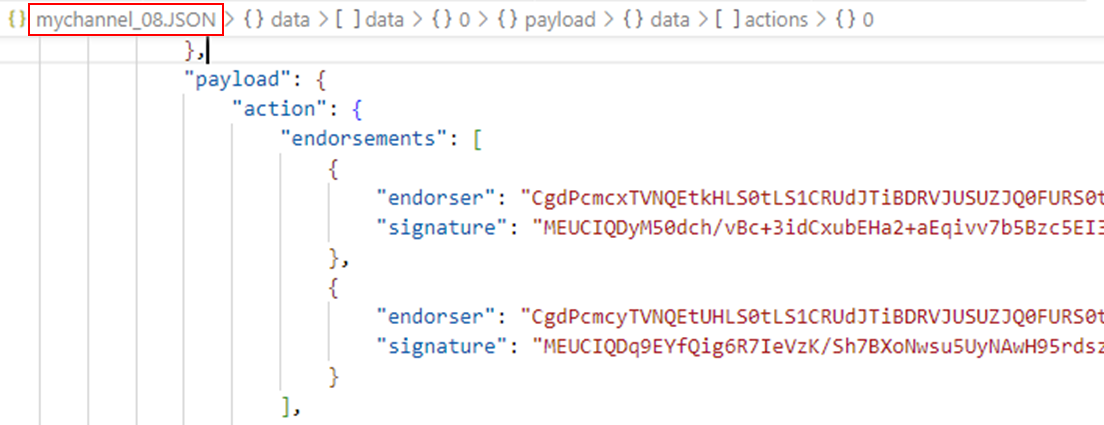 {} mychannel_08.JSON > {} data > [ ] data > {} 0 > {} payload > {} data > [ ] actions > {} 0
},
"payload": {
"action": {
"endorsements": [
{
"endorser": "CgdPcmcxTVNQEtkHLS0tLS1CRUdJTiBDRVJUSUZJQ0FURS0t
"signature": "MEUCIQDyM50dch/vBc+3idCxubEHa2+aEqivv7b5Bzc5EI3
},
{
"endorser": "CgdPcmcyTVNQEtUHLS0tLS1CRUdJTiBDRVJUSUZJQ0FURS0t
"signature": "MEUCIQDq9EYfQig6R7IeVzK/Sh7BXoNwsu5UyNAwH95rdsz
}
],